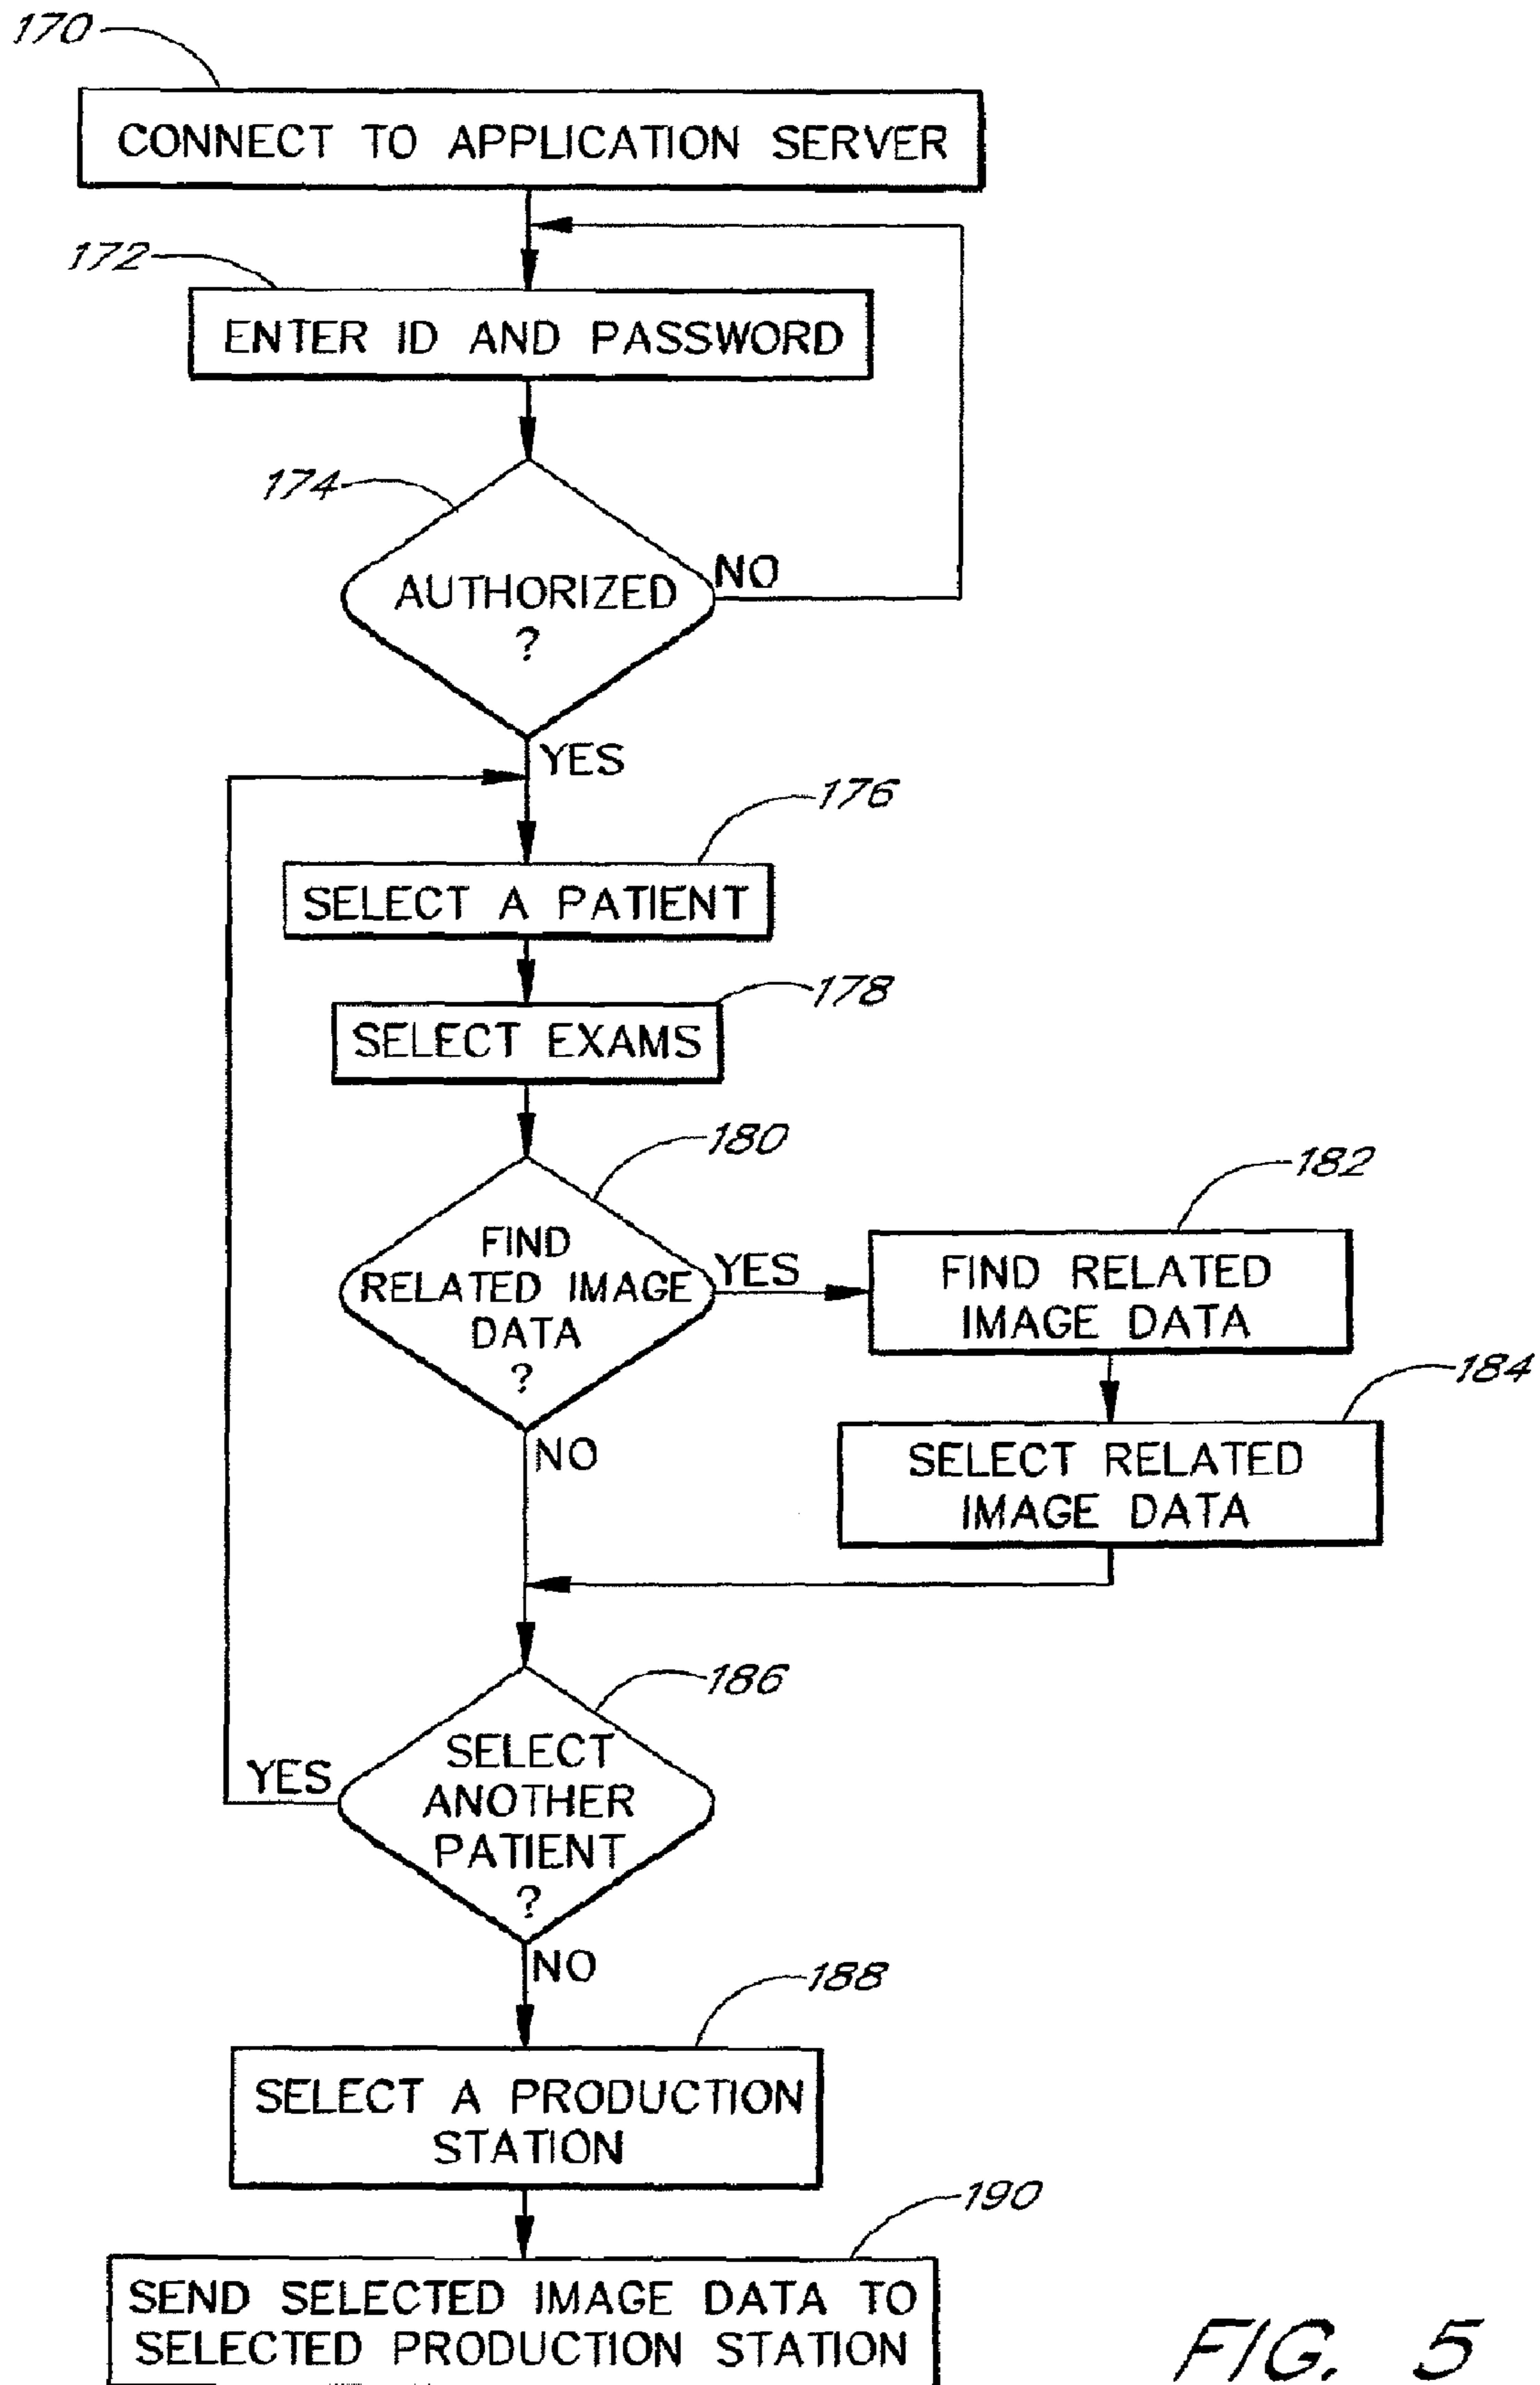 170
CONNECT TO APPLICATION SERVER
172
ENTER ID AND PASSWORD
174
AUTHORIZED
?
NO
YES
176
SELECT A PATIENT
178
SELECT EXAMS
180
FIND
RELATED IMAGE
DATA
?
YES
182
FIND RELATED
IMAGE DATA
184
SELECT RELATED
IMAGE DATA
NO
186
SELECT
ANOTHER
PATIENT
?
YES
NO
188
SELECT A PRODUCTION
STATION
190
SEND SELECTED IMAGE DATA TO
SELECTED PRODUCTION STATION
FIG. 5